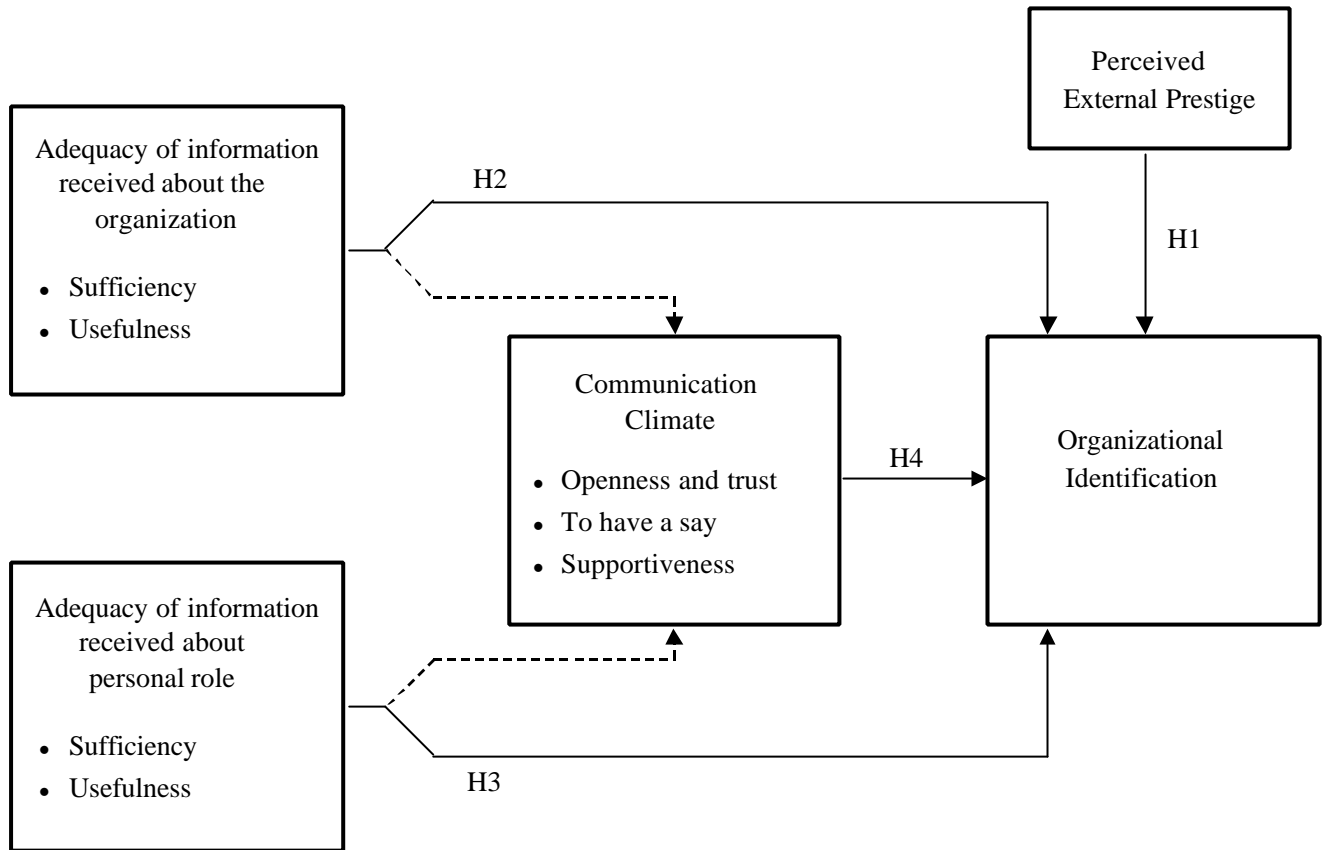 Perceived
External Prestige
Adequacy of information
received about the
organization
• Sufficiency
• Usefulness
H2
H1
Communication
Climate
• Openness and trust
• To have a say
• Supportiveness
H4
Organizational
Identification
Adequacy of information
received about
personal role
• Sufficiency
• Usefulness
H3